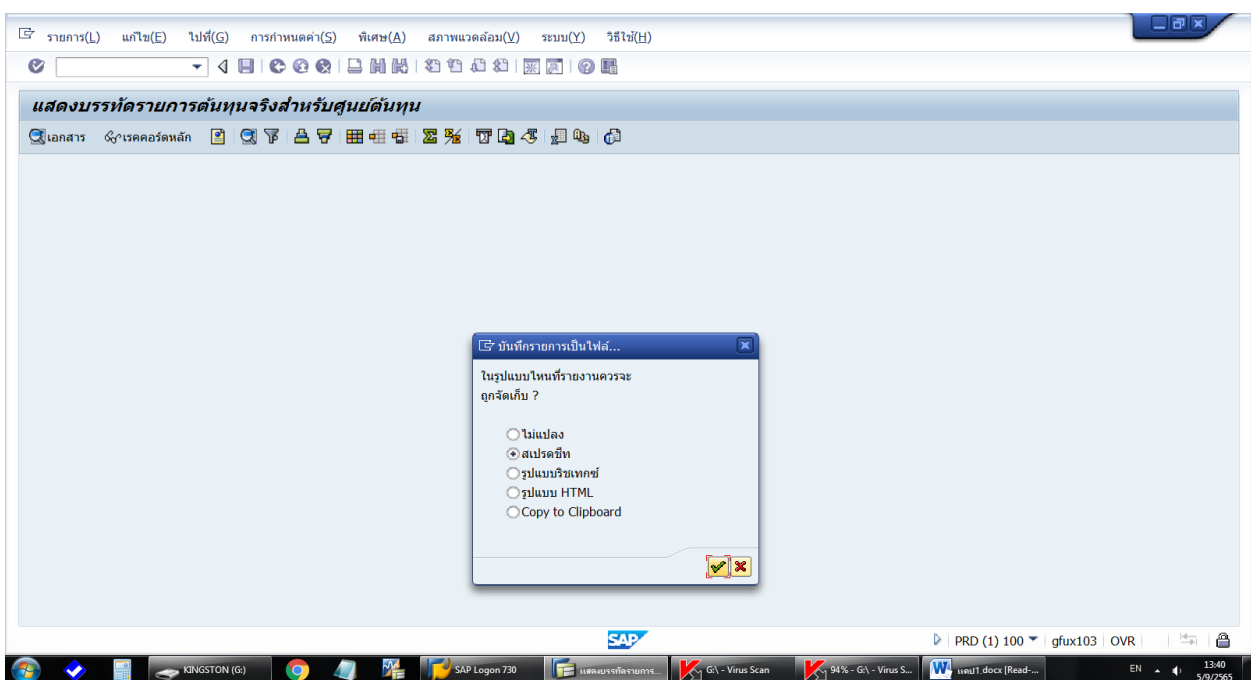 รายการ(L) แก้ไข(E) ไปที่(G) การกำหนดค่า(S) พิเศษ(A) สภาพแวดล้อม(V) ระบบ(Y) วิธีใช้(H)
แสดงบรรทัดรายการต้นทุนจริงสำหรับศูนย์ต้นทุน
เอกสาร เรคคอร์ดหลัก
บันทึกรายการเป็นไฟล์...
ในรูปแบบไหนที่รายงานควรจะ
ถูกจัดเก็บ ?
ไม่แปลง
สเปรดชีท
รูปแบบริชเทกซ์
รูปแบบ HTML
Copy to Clipboard
SAP
PRD (1) 100 gfux103 OVR
KINGSTON (G:) SAP Logon 730 แสดงบรรทัดรายการ... G:\ - Virus Scan 94% - G:\ - Virus S... แคป1.docx [Read-... EN 13:40
5/9/2565